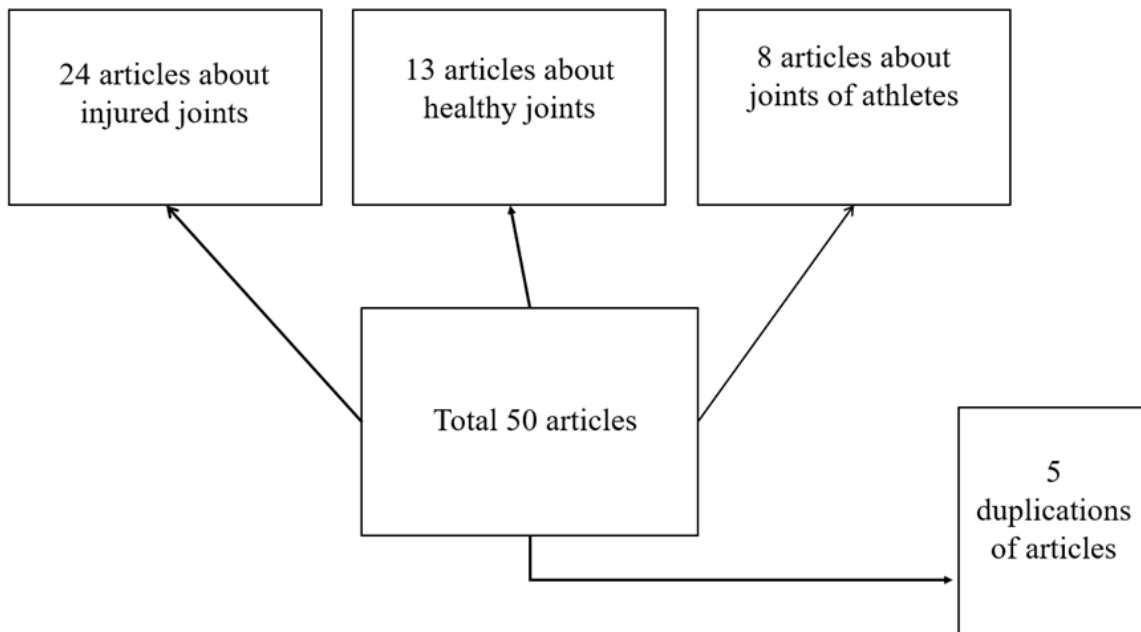 24 articles about
injured joints
13 articles about
healthy joints
8 articles about
joints of athletes
Total 50 articles
5
duplications
of articles